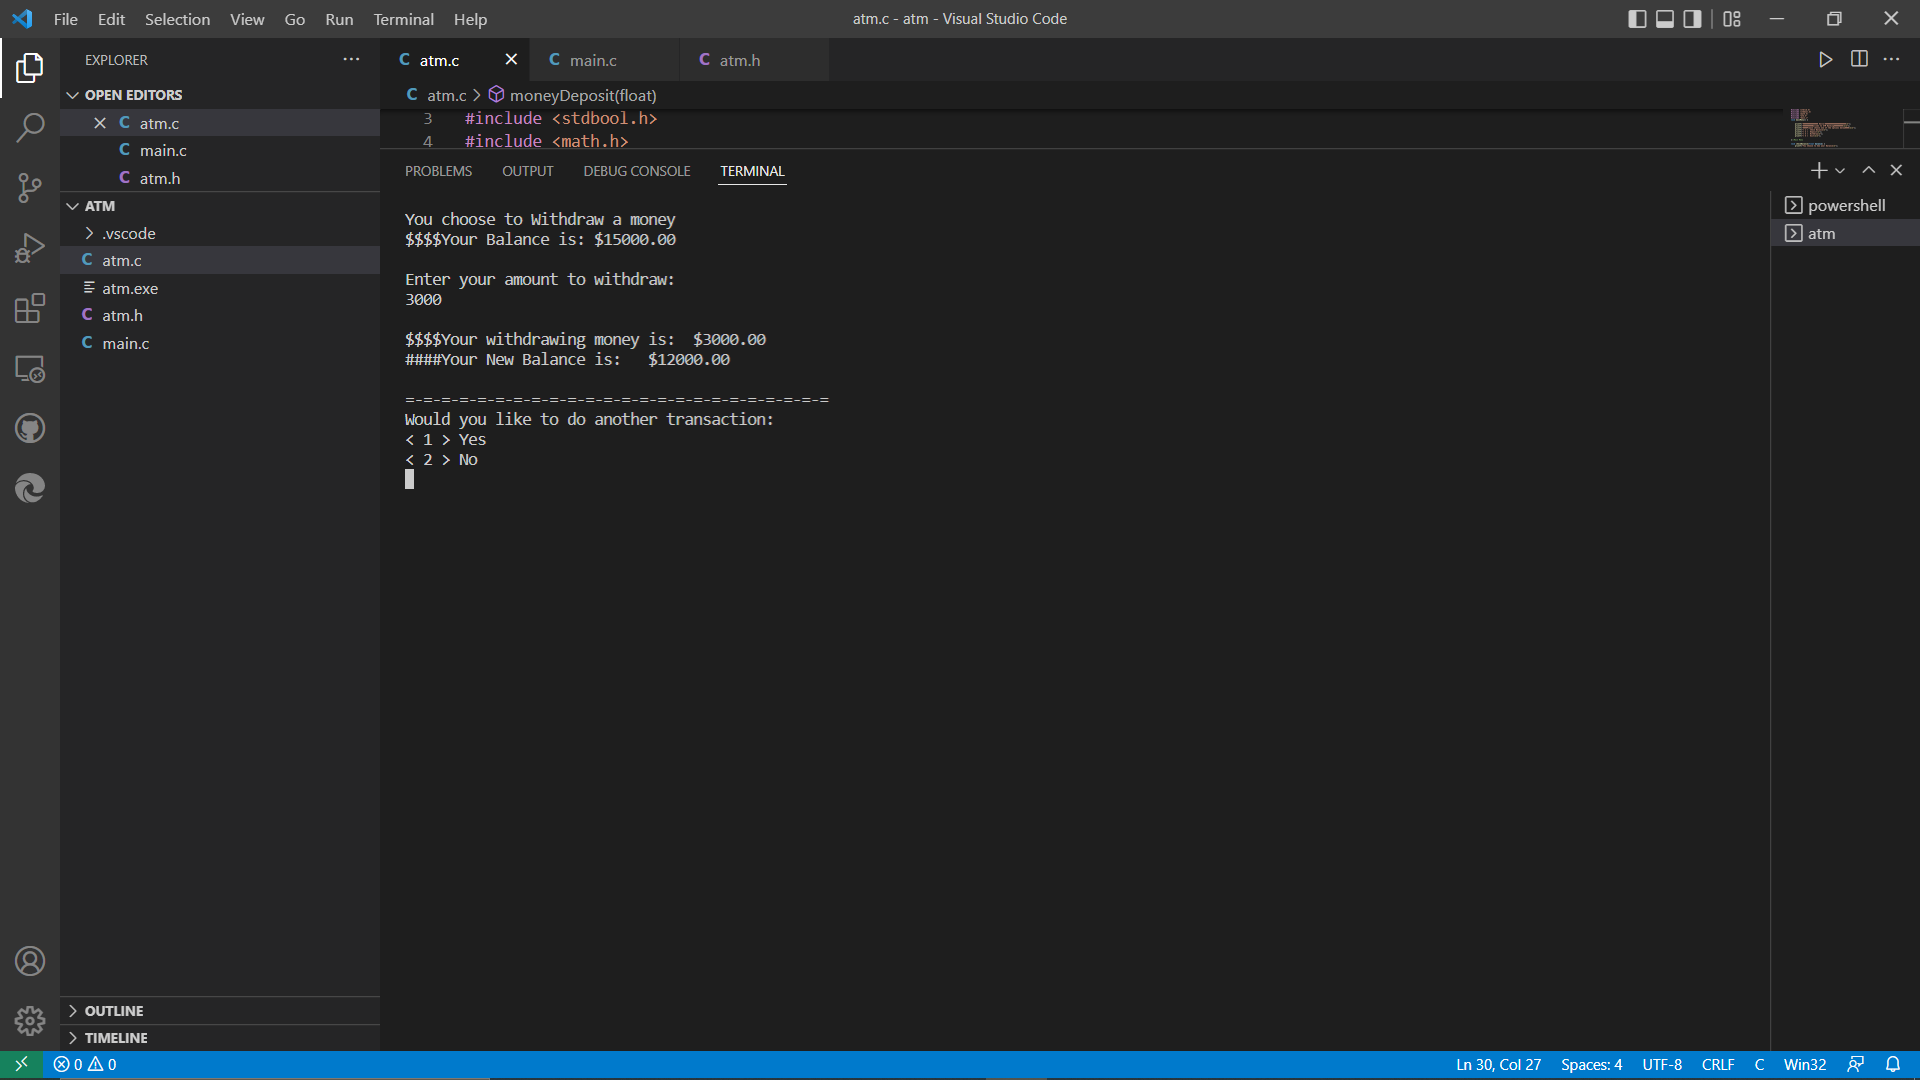 File Edit Selection View Go Run Terminal Help
atm.c - atm - Visual Studio Code
EXPLORER
OPEN EDITORS
C atm.c
C main.c
C atm.h
ATM
.vscode
C atm.c
atm.exe
C atm.h
C main.c
OUTLINE
TIMELINE
C atm.c
C main.c
C atm.h
C atm.c > moneyDeposit(float)
3 #include <stdbool.h>
4 #include <math.h>
PROBLEMS OUTPUT DEBUG CONSOLE TERMINAL
You choose to Withdraw a money
$$$$Your Balance is: $15000.00
Enter your amount to withdraw:
3000
$$$$Your withdrawing money is:  $3000.00
####Your New Balance is:   $12000.00
=-=-=-=-=-=-=-=-=-=-=-=-=-=-=-=-=-=-=-=-=-=-=-=
Would you like to do another transaction:
< 1 > Yes
< 2 > No
powershell
atm
0 0
Ln 30, Col 27 Spaces: 4 UTF-8 CRLF C Win32